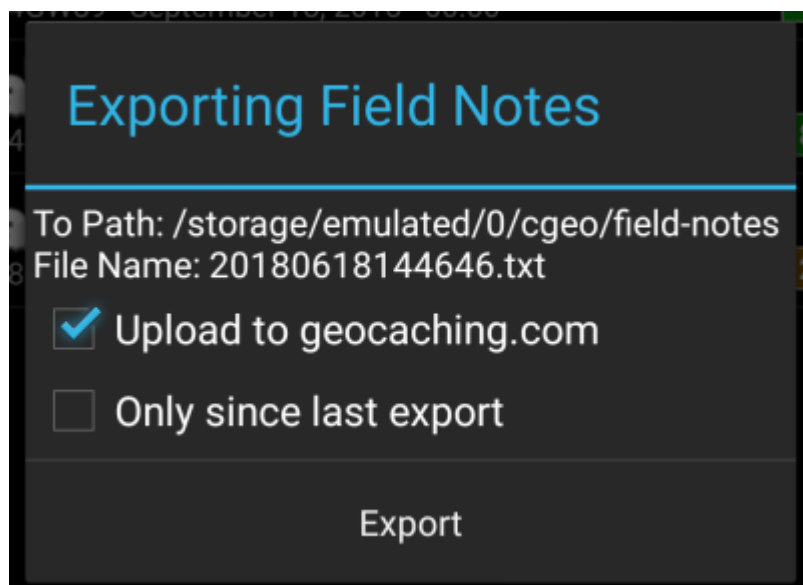 Exporting Field Notes
To Path: /storage/emulated/0/cgeo/field-notes
File Name: 20180618144646.txt
Upload to geocaching.com
Only since last export
Export